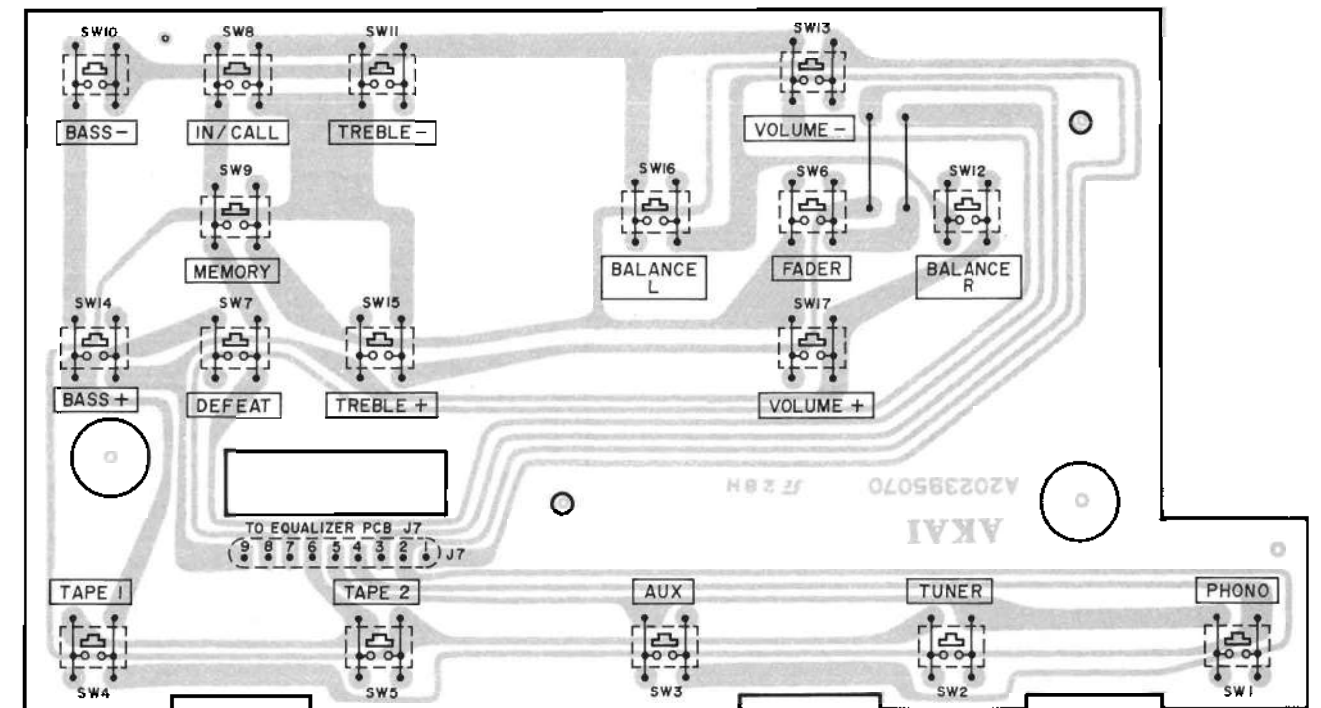 SW10 SW8 SW11 SW13
BASS- IN/CALL TREBLE- VOLUME-
SW9 SW16 SW6 SW12
MEMORY BALANCE L FADER BALANCE R
SW14 SW7 SW15 SW17
BASS+ DEFEAT TREBLE + VOLUME +
A202385070
AKAI
TO EQUALIZER PCB J7
9 8 7 6 5 4 3 2 1 J7
TAPE 1 TAPE 2 AUX TUNER PHONO
SW4 SW5 SW3 SW2 SW1